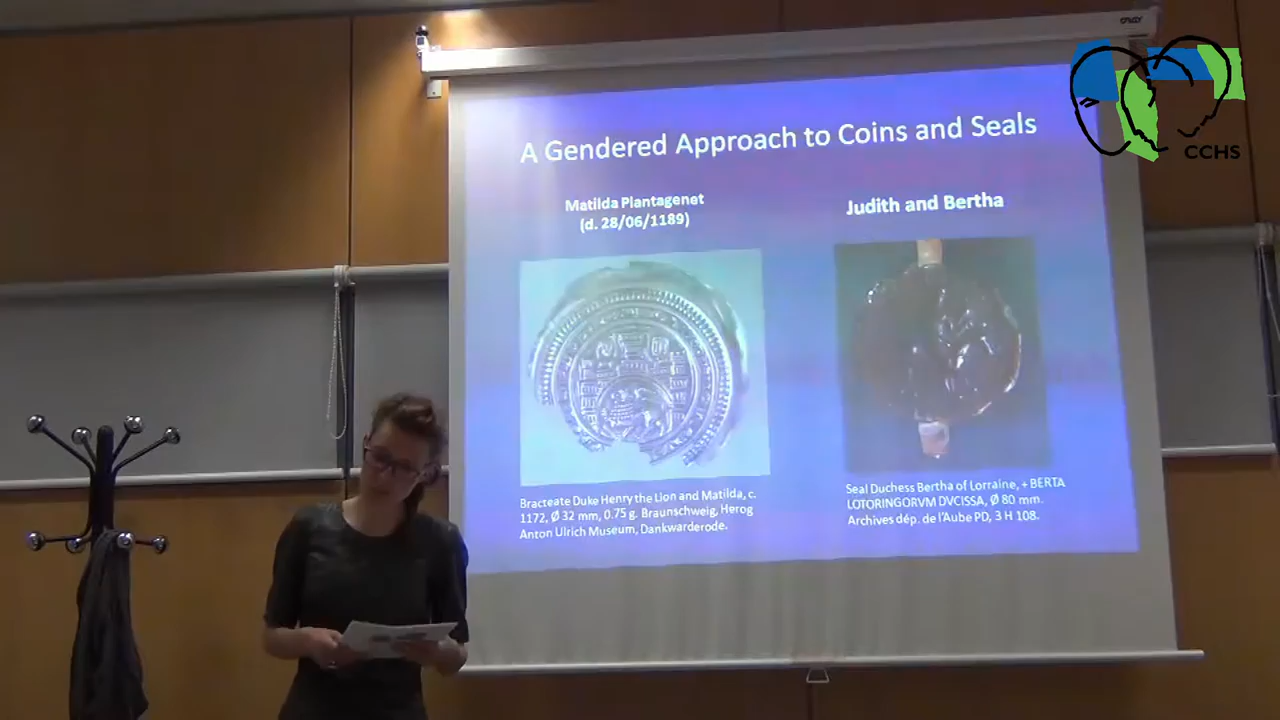 CCHS
A Gendered Approach to Coins and Seals
Matilda Plantagenet
(d. 28/06/1189)
Judith and Bertha
Bracteate Duke Henry the Lion and Matilda, c.
1172, Ø 32 mm, 0.75 g. Braunschweig, Herog
Anton Ulrich Museum, Dankwarderode.
Seal Duchess Bertha of Lorraine, + BERTA
LOTORINGORVM DVCISSA, Ø 80 mm.
Archives dép. de l'Aube PD, 3 H 108.